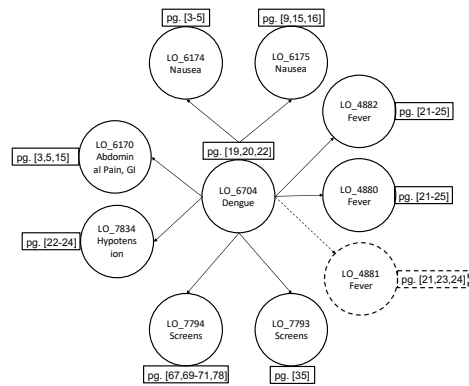 pg. [3-5]
LO_6174
Nausea
pg. [9,15,16]
LO_6175
Nausea
LO_4882
Fever
pg. [21-25]
pg. [19,20,22]
LO_6170
Abdomin
al Pain, GI
pg. [3,5,15]
LO_6704
Dengue
LO_4880
Fever
pg. [21-25]
LO_7834
Hypotens
ion
pg. [22-24]
LO_4881
Fever
pg. [21,23,24]
LO_7794
Screens
pg. [67,69-71,78]
LO_7793
Screens
pg. [35]